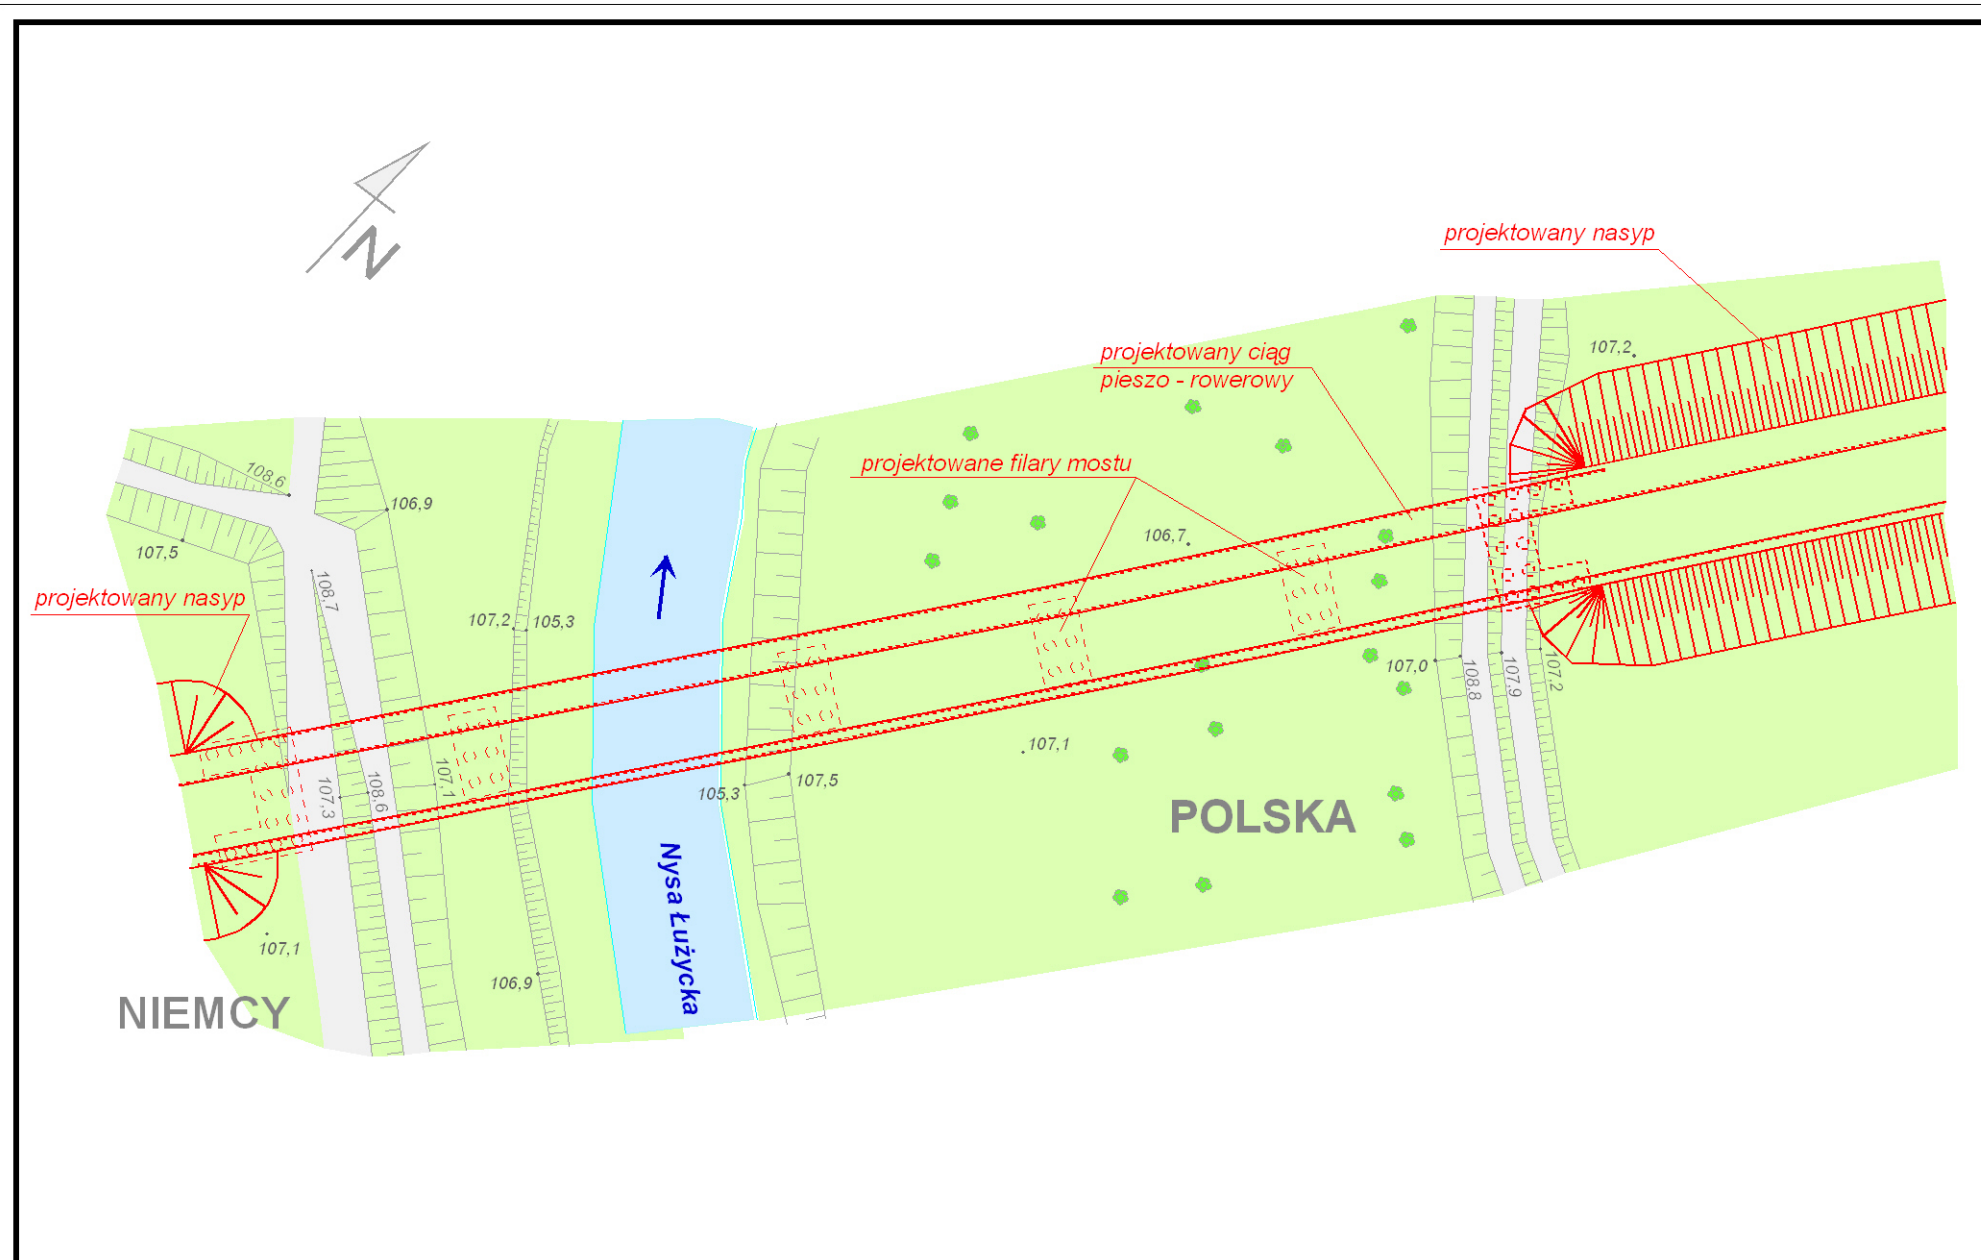 N
projektowany nasyp
projektowany ciąg
pieszo - rowerowy
107,2
projektowane filary mostu
108,6
106,9
107,5
106,7
108,7
projektowany nasyp
107,2
105,3
107,0
108,8
107,9
107,2
107,1
107,3
108,6
107,1
105,3
107,5
POLSKA
Nysa Łużycka
107,1
106,9
NIEMCY